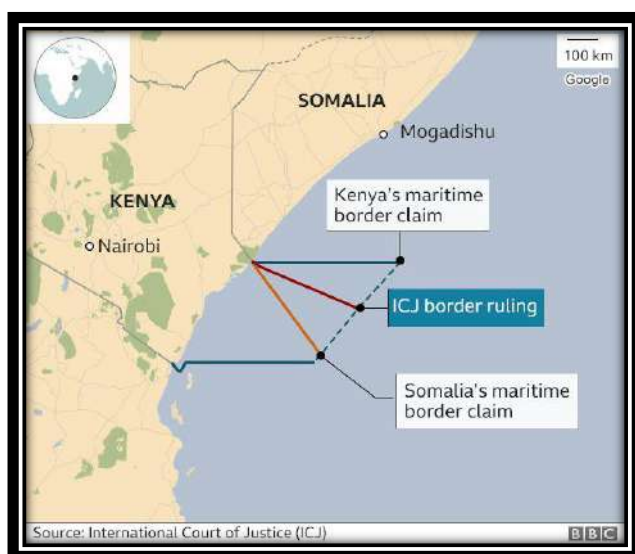 100 km
Google
SOMALIA
Mogadishu
Kenya's maritime
border claim
KENYA
Nairobi
ICJ border ruling
Somalia's maritime
border claim
Source: International Court of Justice (ICJ)
BBC